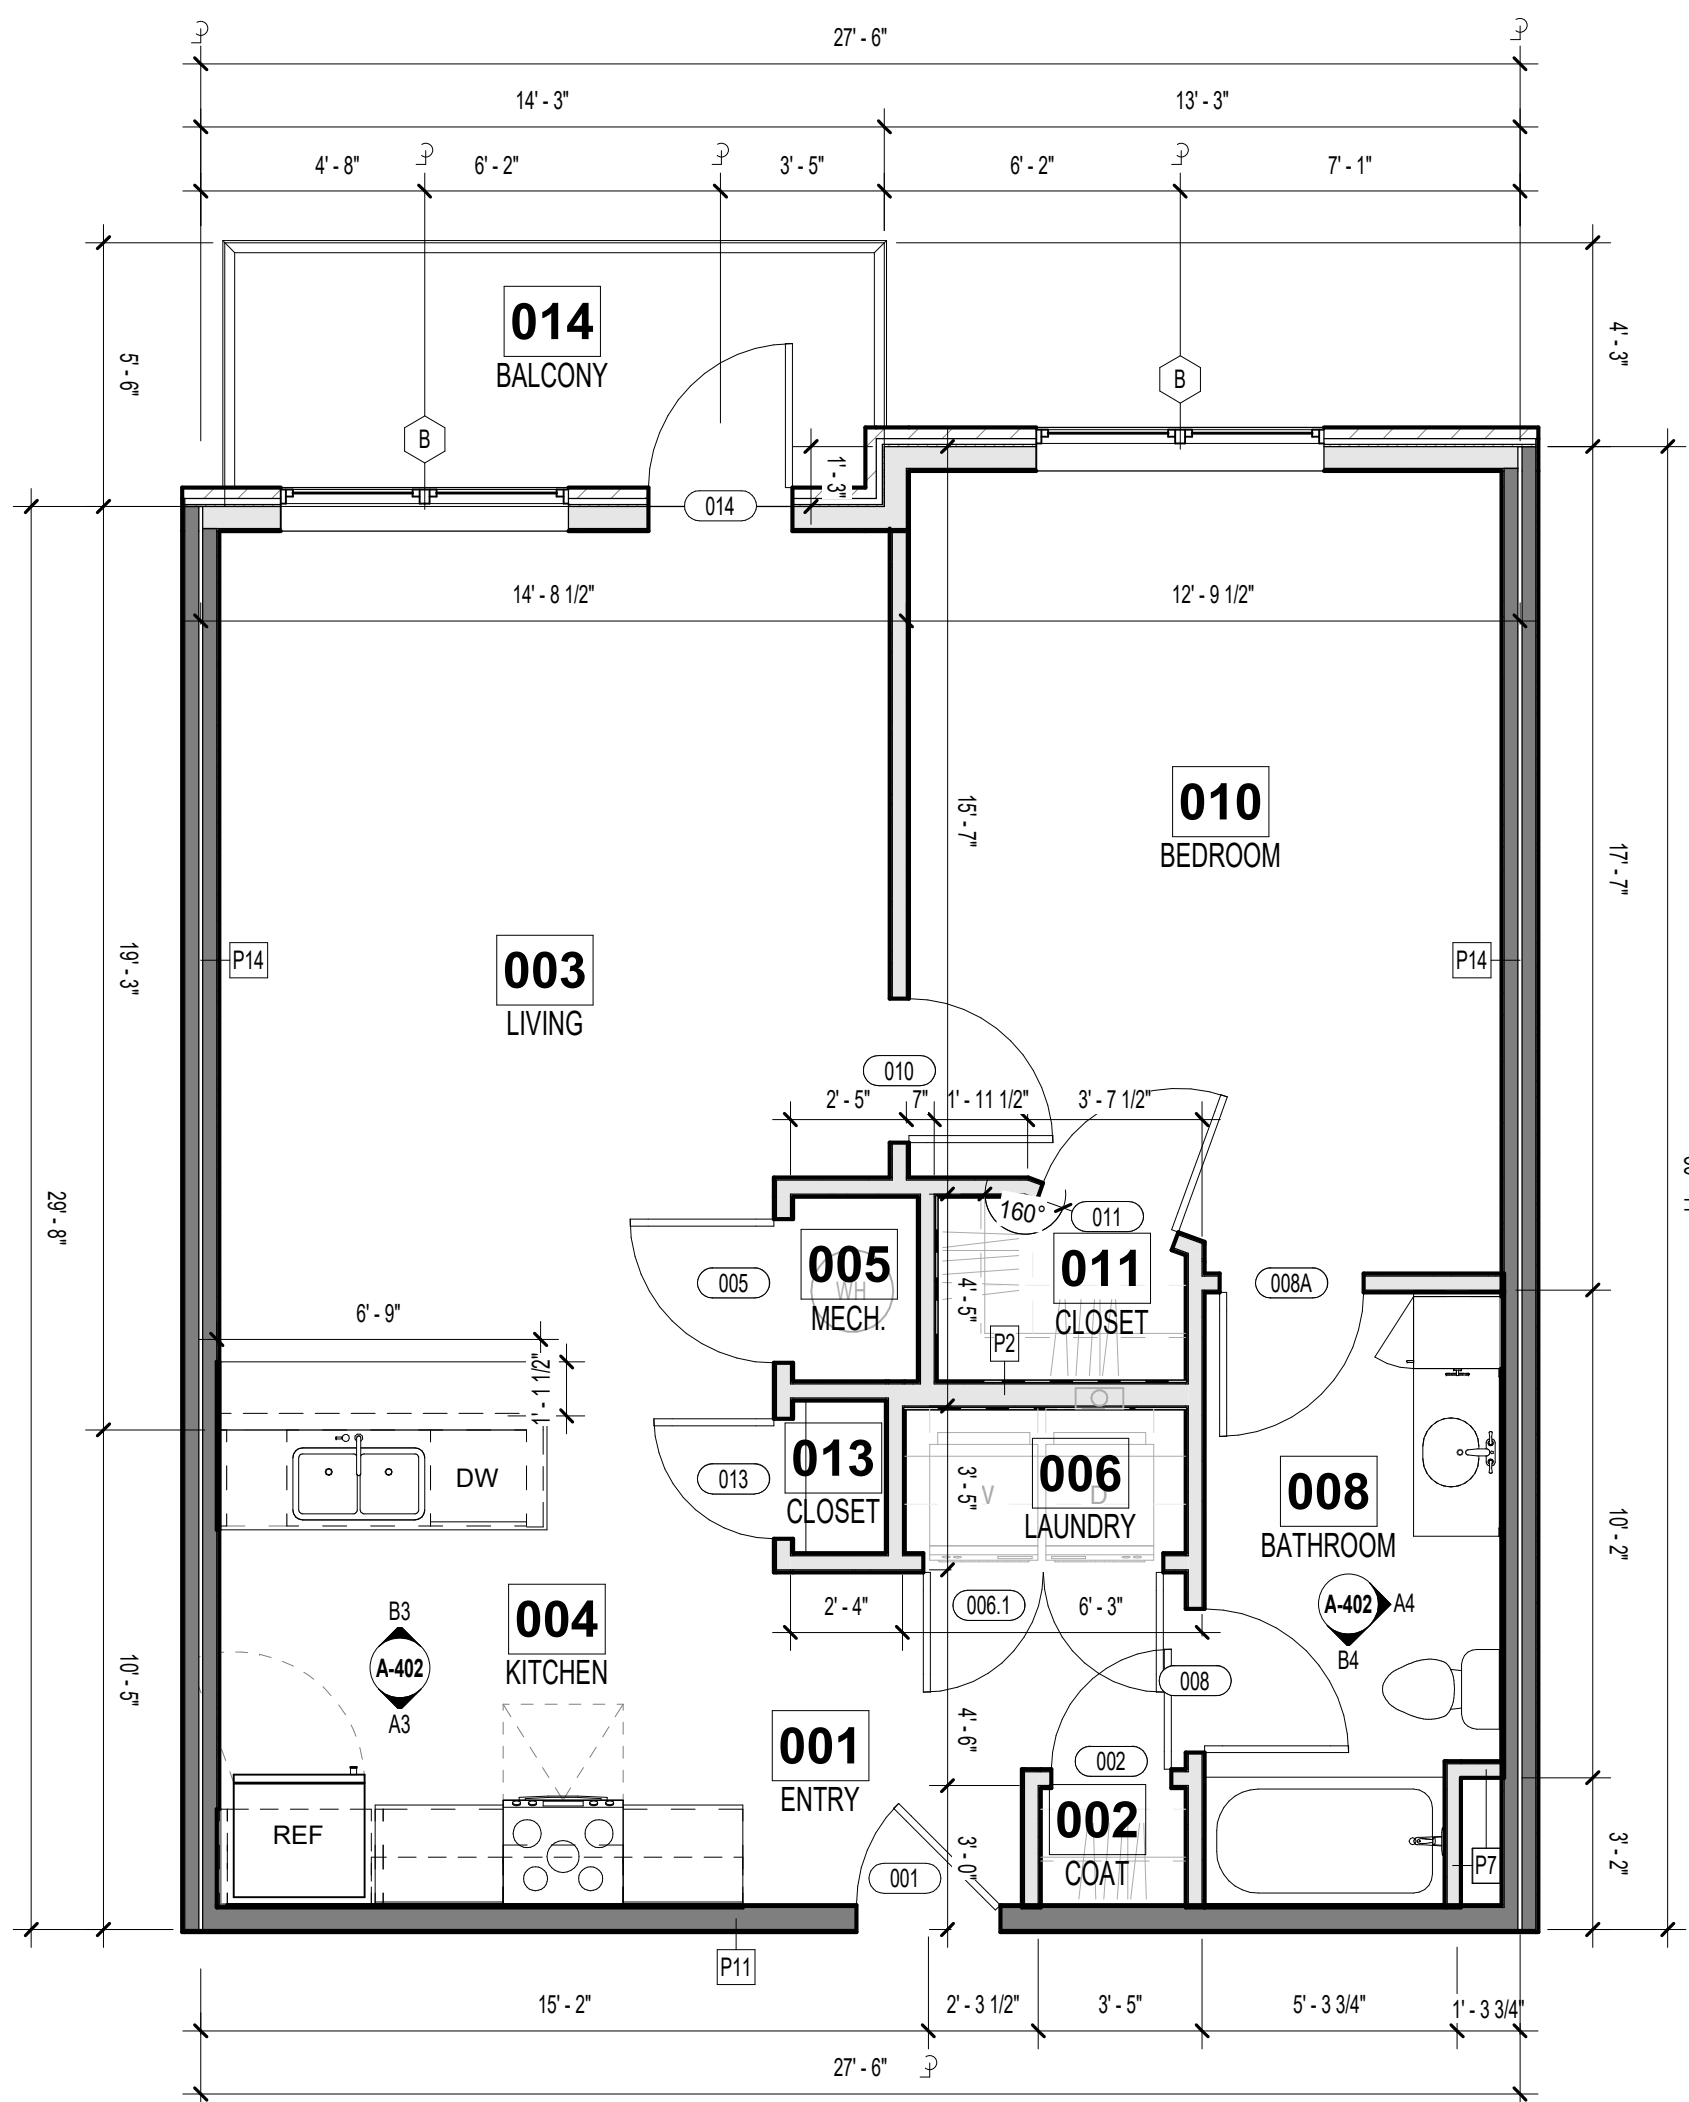 27' - 6"
14' - 3"
13' - 3"
4' - 8"
6' - 2"
3' - 5"
6' - 2"
7' - 1"
014
BALCONY
5' - 6"
4' - 3"
B
B
1' - 3"
014
14' - 8 1/2"
12' - 9 1/2"
010
BEDROOM
15' - 7"
17' - 7"
P14
003
LIVING
P14
19' - 3"
010
2' - 5"
7"
1' - 11 1/2"
3' - 7 1/2"
29' - 8"
160°
011
005
MECH.
WH
005
011
CLOSET
4' - 5"
008A
6' - 9"
P2
1' - 1 1/2"
013
CLOSET
013
DW
006
LAUNDRY
V
D
3' - 5"
008
BATHROOM
10' - 2"
2' - 4"
006.1
6' - 3"
A-402
A4
B4
004
KITCHEN
B3
A-402
A3
10' - 5"
008
4' - 6"
001
ENTRY
002
002
COAT
REF
001
3' - 0"
P7
3' - 2"
P11
15' - 2"
2' - 3 1/2"
3' - 5"
5' - 3 3/4"
1' - 3 3/4"
27' - 6"